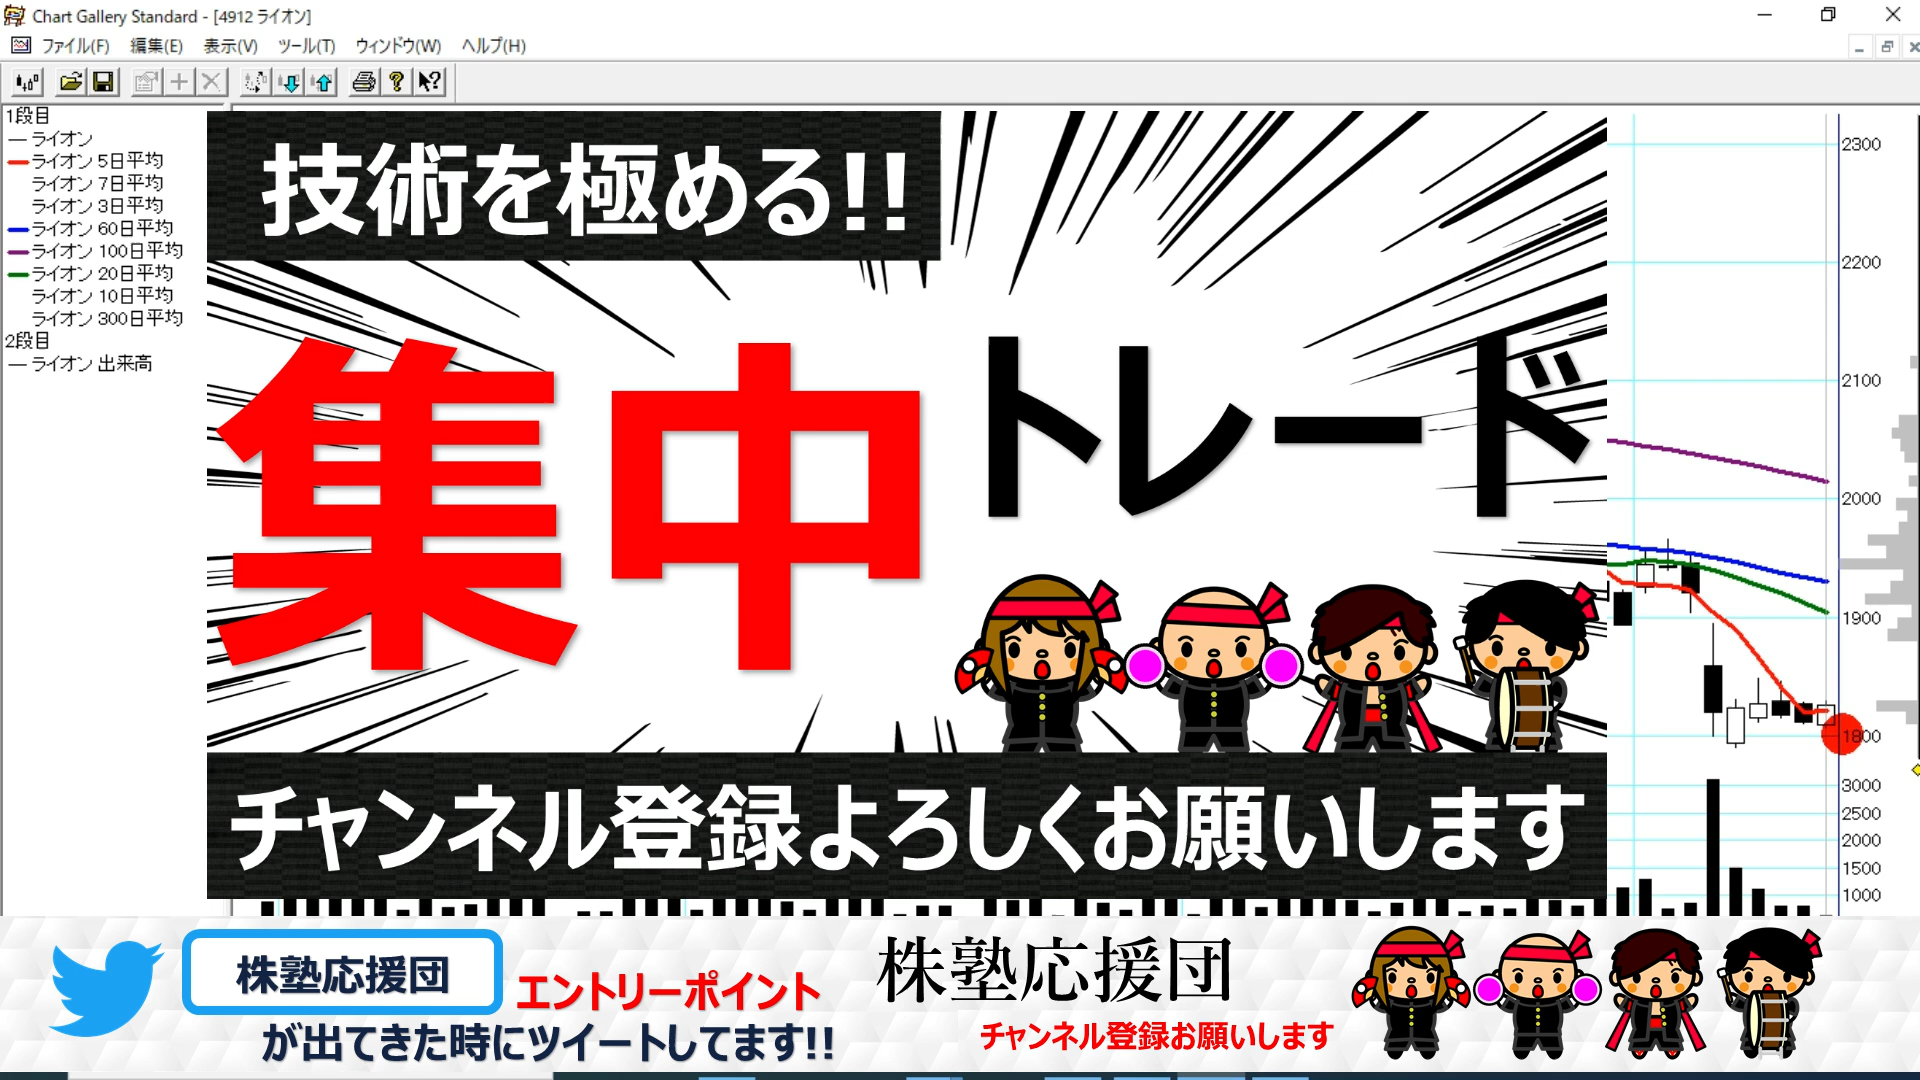 Chart Gallery Standard - [4912 ライオン]
ファイル(F) 編集(E) 表示(V) ツール(T) ウィンドウ(W) ヘルプ(H)
1段目
ライオン
ライオン 5日平均
ライオン 7日平均
ライオン 3日平均
ライオン 60日平均
ライオン 100日平均
ライオン 20日平均
ライオン 10日平均
ライオン 300日平均
2段目
ライオン 出来高
技術を極める!!
集中トレード
チャンネル登録よろしくお願いします
2300
2200
2100
2000
1900
1800
3000
2500
2000
1500
1000
株塾応援団
エントリーポイント
が出てきた時にツイートしてます!!
株塾応援団
チャンネル登録お願いします